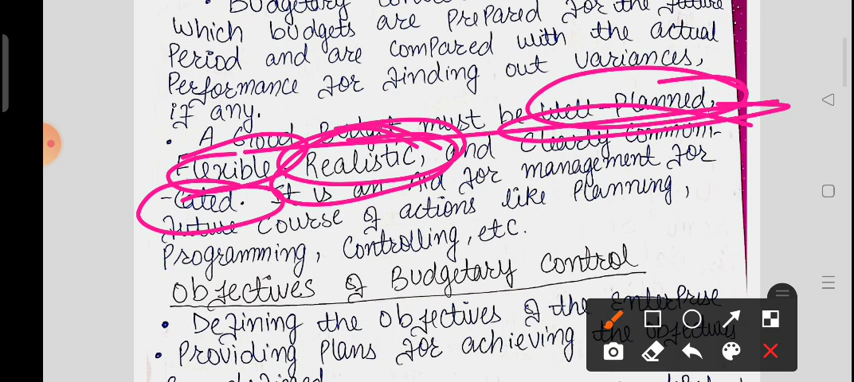 • Budgetary
which budgets are prepared for the future
Period and are compared with the actual
Performance for finding out variances,
if any.
• A Good Budget must be well-Planned,
Flexible, Realistic, and clearly communi-
-cated. It is an aid for management for
future course of actions like Planning,
Programming, Controlling, etc.
Objectives of Budgetary Control
• Defining the objectives of the Enterprise
• Providing Plans for achieving the objectives